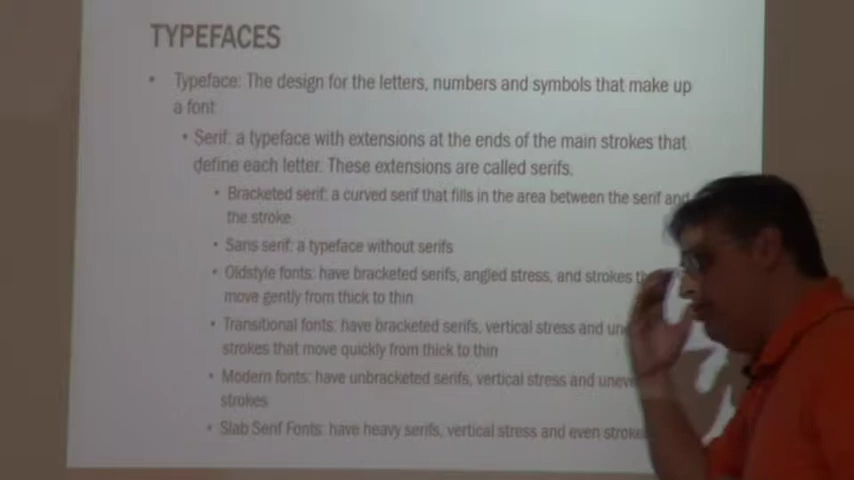 TYPEFACES
• Typeface: The design for the letters, numbers and symbols that make up
a font
• Serif: a typeface with extensions at the ends of the main strokes that
define each letter. These extensions are called serifs.
• Bracketed serif: a curved serif that fills in the area between the serif and
the stroke
• Sans serif: a typeface without serifs
• Oldstyle fonts: have bracketed serifs, angled stress, and strokes
move gently from thick to thin
• Transitional fonts: have bracketed serifs, vertical stress and
strokes that move quickly from thick to thin
• Modern fonts: have unbracketed serifs, vertical stress and
strokes
• Slab Serif Fonts: have heavy serifs, vertical stress and even